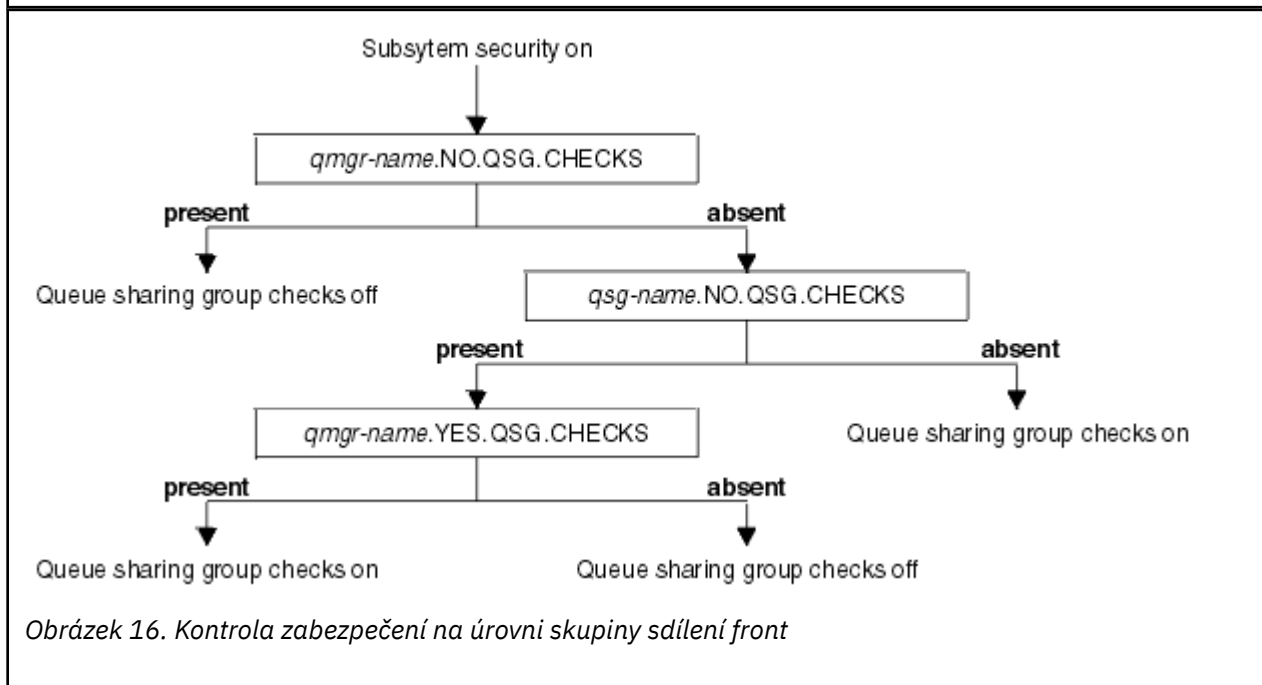 Subsytem security on
qmgr-name.NO.QSG.CHECKS
present
absent
Queue sharing group checks off
qsg-name.NO.QSG.CHECKS
present
absent
qmgr-name.YES.QSG.CHECKS
Queue sharing group checks on
present
absent
Queue sharing group checks on
Queue sharing group checks off
Obrázek 16. Kontrola zabezpečení na úrovni skupiny sdílení front